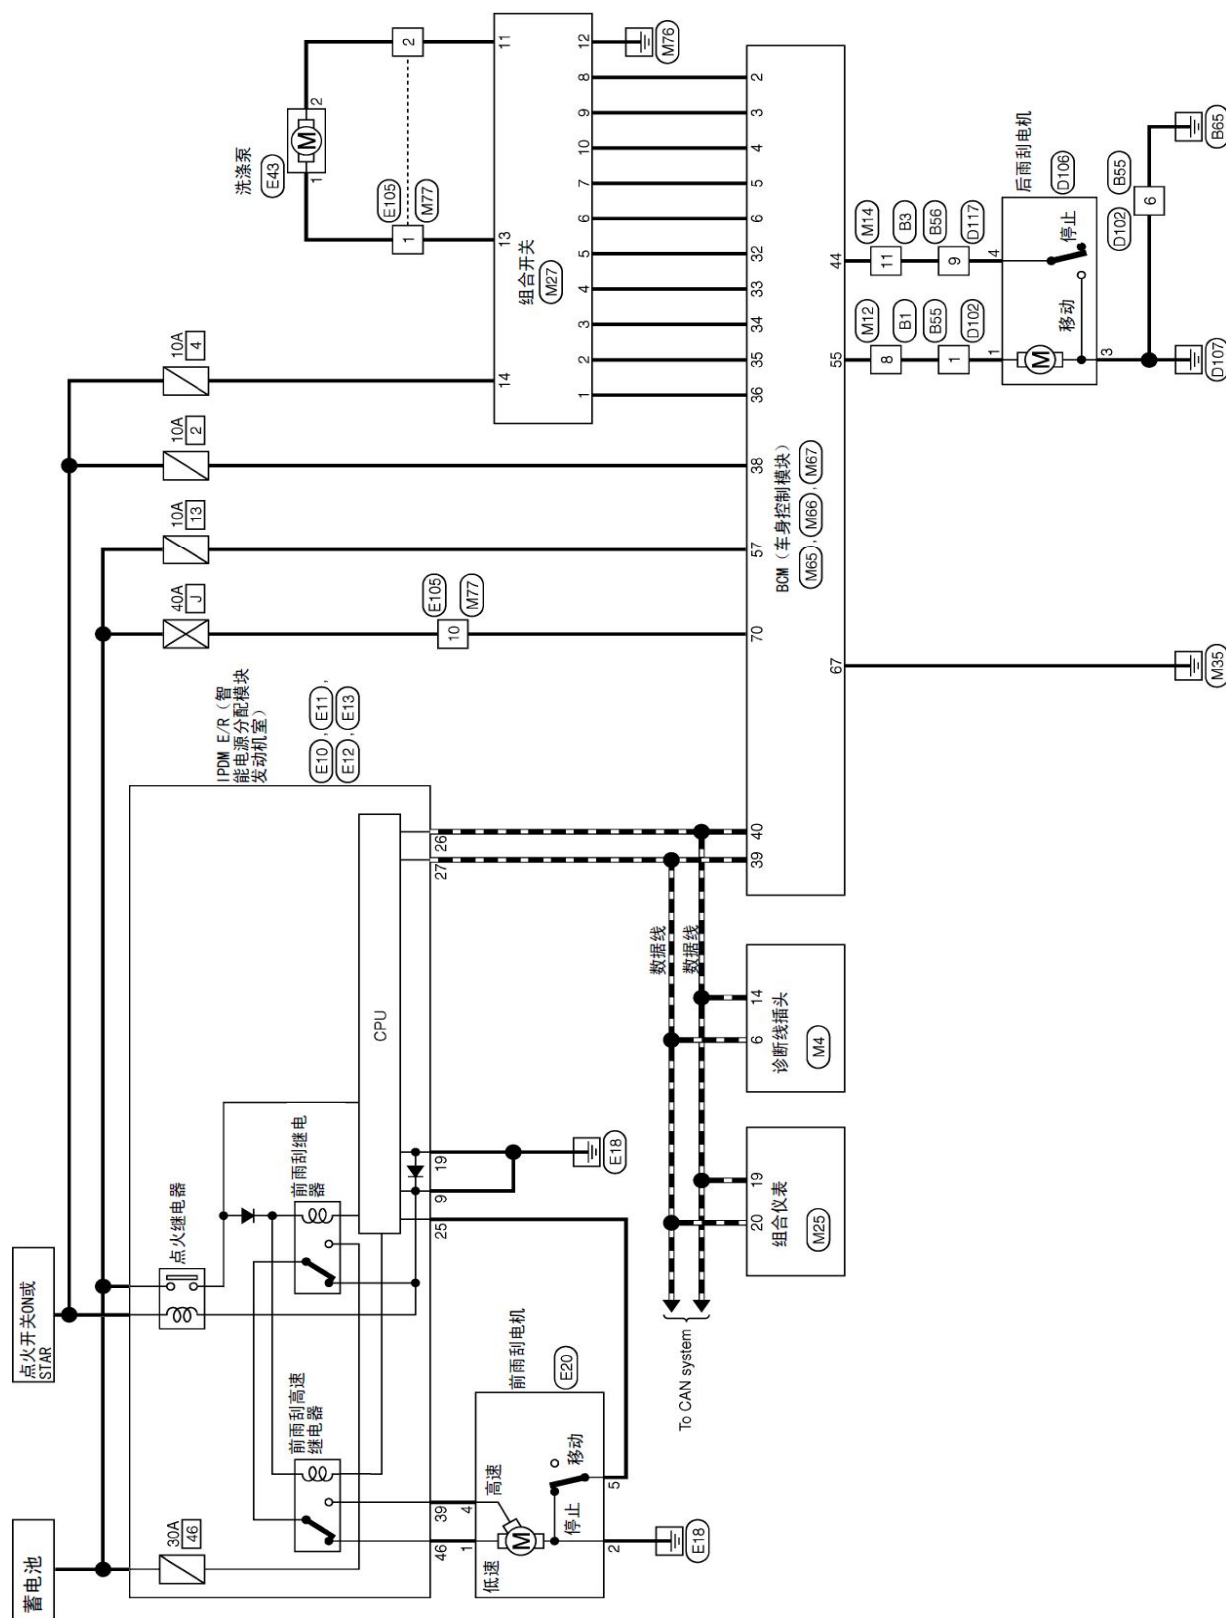 蓄电池
点火开关ON或
STAR
30A
46
点火继电器
前雨刮高速
继电器
前雨刮继电
器
CPU
IPDM E/R（智
能电源分配模块
发动机室）
E10, E11,
E12, E13
40A
J
10A
13
10A
2
10A
4
E105
M77
10
洗涤泵
E43
M
1
2
E105
M77
1
2
13
11
14
12
M76
组合开关
M27
1
2
3
4
5
6
7
10
9
8
36
35
34
33
32
6
5
4
3
2
38
57
70
39
40
27
26
BCM（车身控制模块）
M65, M66, M67
67
55
44
M35
46
39
25
9
19
E18
1
4
前雨刮电机
E20
低速
高速
M
停止
移动
2
5
E18
To CAN system
数据线
数据线
20
19
组合仪表
M25
6
14
诊断线插头
M4
M12
8
B1
B55
1
D102
M14
11
B3
B56
9
D117
1
4
后雨刮电机
D106
M
移动
停止
3
D107
D102
B55
6
B65